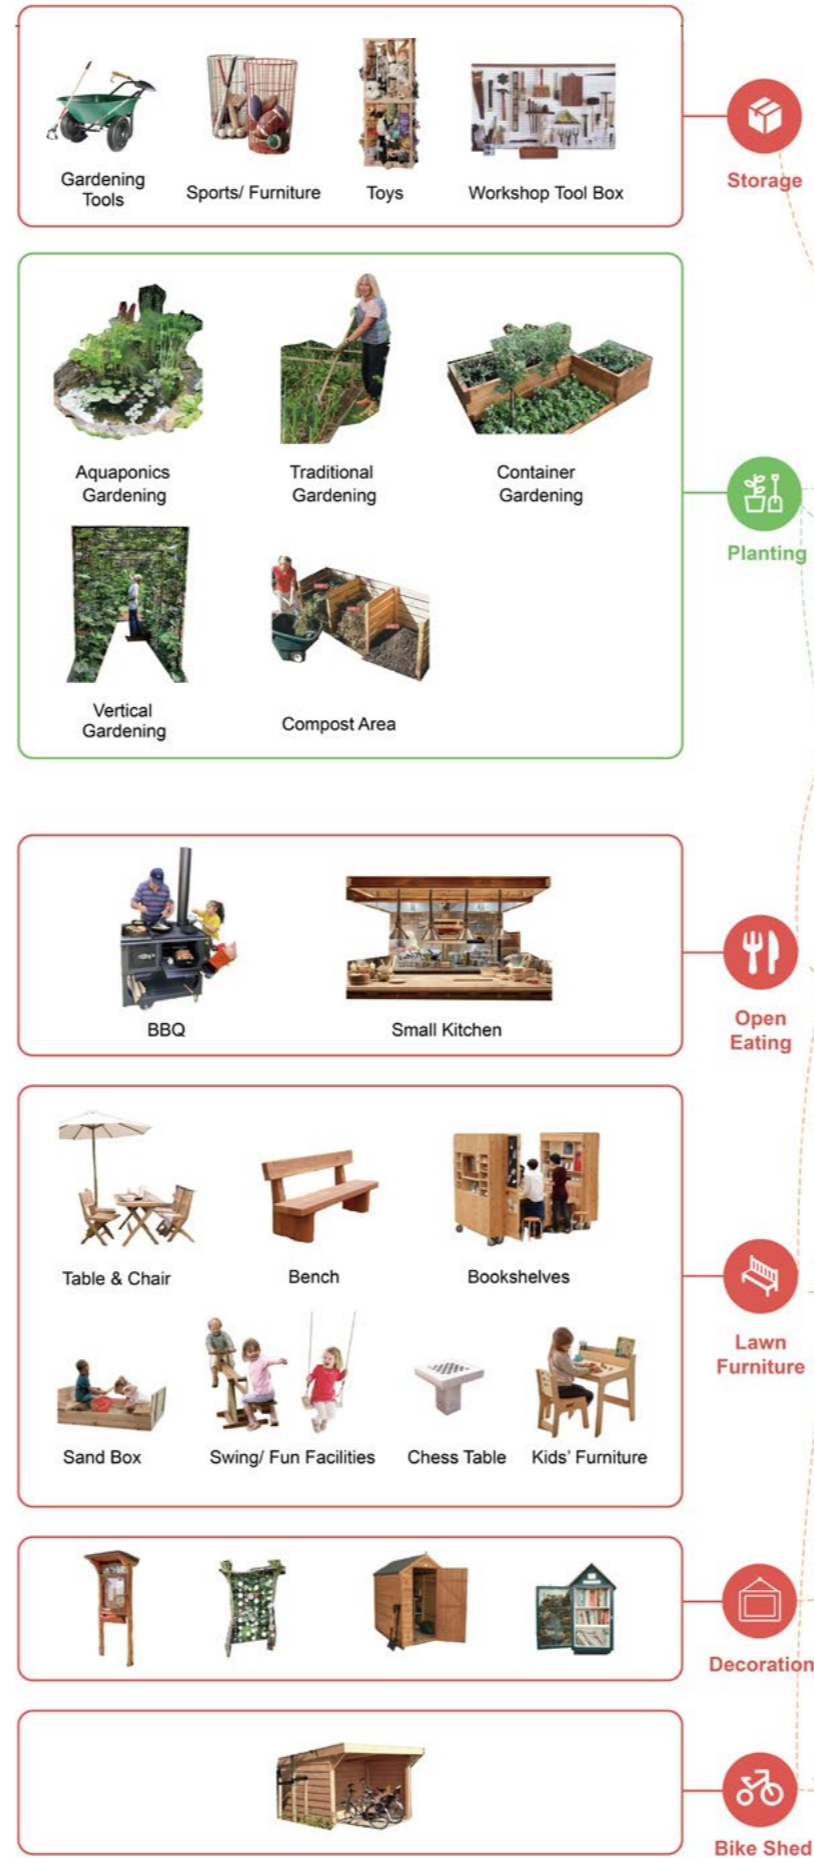 Gardening
Tools
Sports/ Furniture
Toys
Workshop Tool Box
Storage
Aquaponics
Gardening
Traditional
Gardening
Container
Gardening
Vertical
Gardening
Compost Area
Planting
BBQ
Small Kitchen
Open
Eating
Table & Chair
Bench
Bookshelves
Sand Box
Swing/ Fun Facilities
Chess Table
Kids' Furniture
Lawn
Furniture
Decoration
Bike Shed